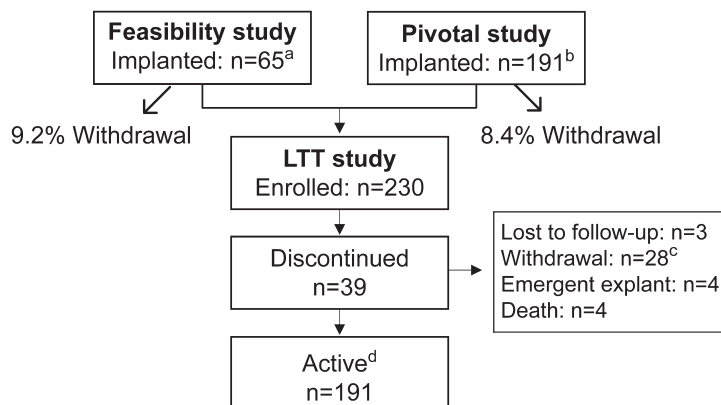 Feasibility study
Implanted: n=65ᵃ
Pivotal study
Implanted: n=191ᵇ
9.2% Withdrawal
8.4% Withdrawal
LTT study
Enrolled: n=230
Discontinued
n=39
Lost to follow-up: n=3
Withdrawal: n=28ᶜ
Emergent explant: n=4
Death: n=4
Activeᵈ
n=191